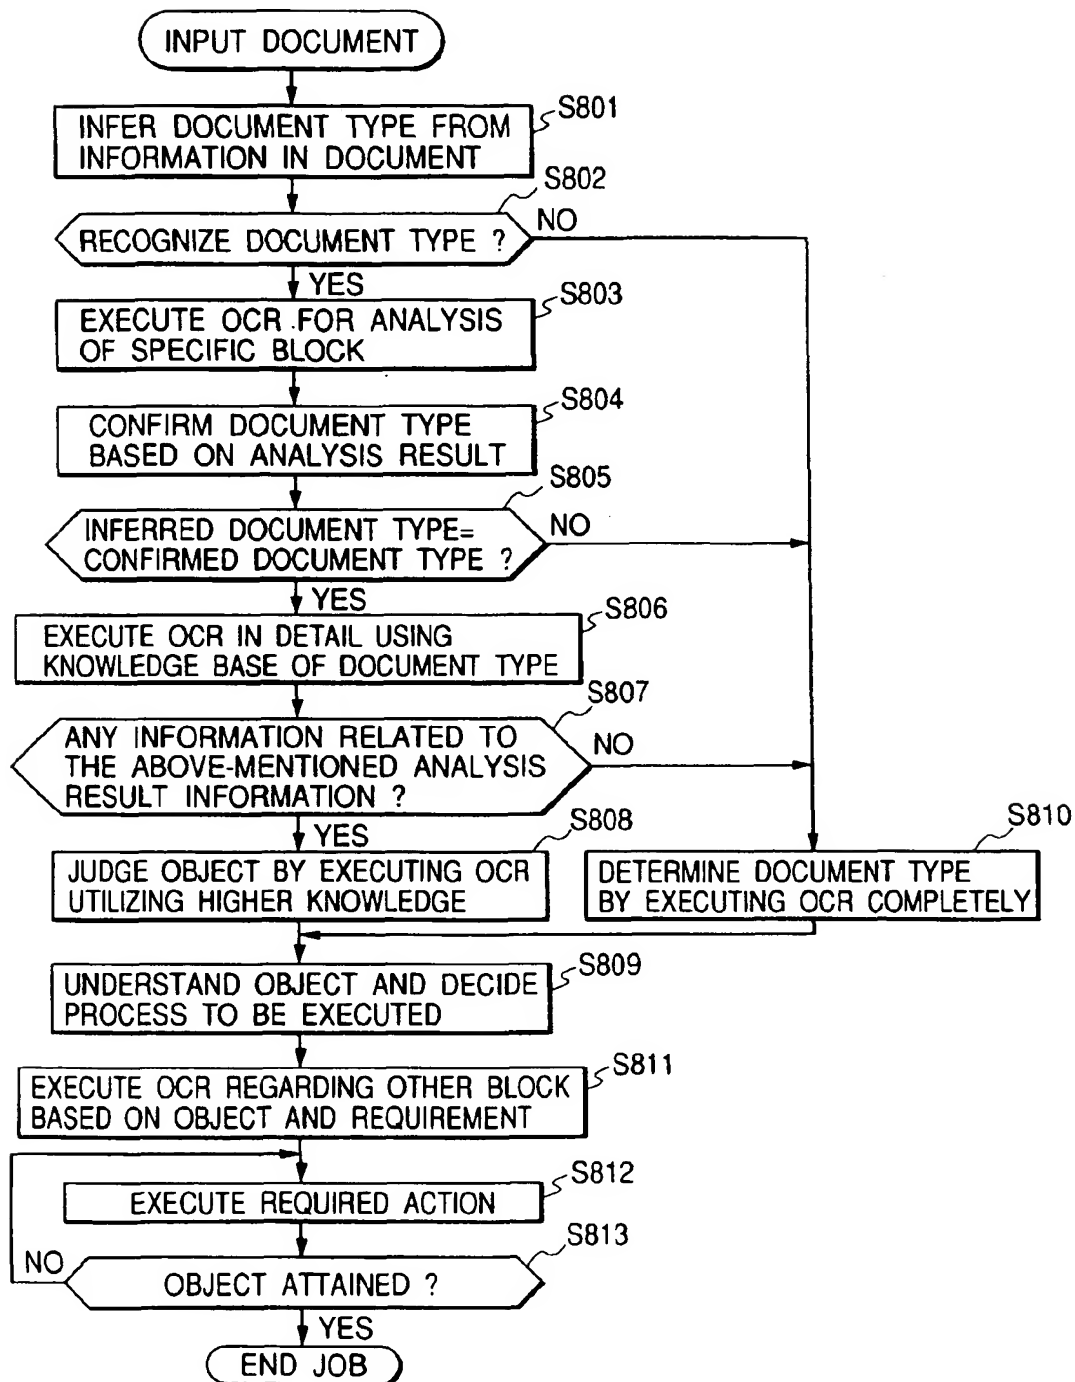 INPUT DOCUMENT
S801
INFER DOCUMENT TYPE FROM
INFORMATION IN DOCUMENT
S802
RECOGNIZE DOCUMENT TYPE ?
NO
YES
S803
EXECUTE OCR FOR ANALYSIS
OF SPECIFIC BLOCK
S804
CONFIRM DOCUMENT TYPE
BASED ON ANALYSIS RESULT
S805
INFERRED DOCUMENT TYPE=
CONFIRMED DOCUMENT TYPE ?
NO
YES
S806
EXECUTE OCR IN DETAIL USING
KNOWLEDGE BASE OF DOCUMENT TYPE
S807
ANY INFORMATION RELATED TO
THE ABOVE-MENTIONED ANALYSIS
RESULT INFORMATION ?
NO
YES
S808
JUDGE OBJECT BY EXECUTING OCR
UTILIZING HIGHER KNOWLEDGE
S810
DETERMINE DOCUMENT TYPE
BY EXECUTING OCR COMPLETELY
S809
UNDERSTAND OBJECT AND DECIDE
PROCESS TO BE EXECUTED
S811
EXECUTE OCR REGARDING OTHER BLOCK
BASED ON OBJECT AND REQUIREMENT
S812
EXECUTE REQUIRED ACTION
S813
NO
OBJECT ATTAINED ?
YES
END JOB